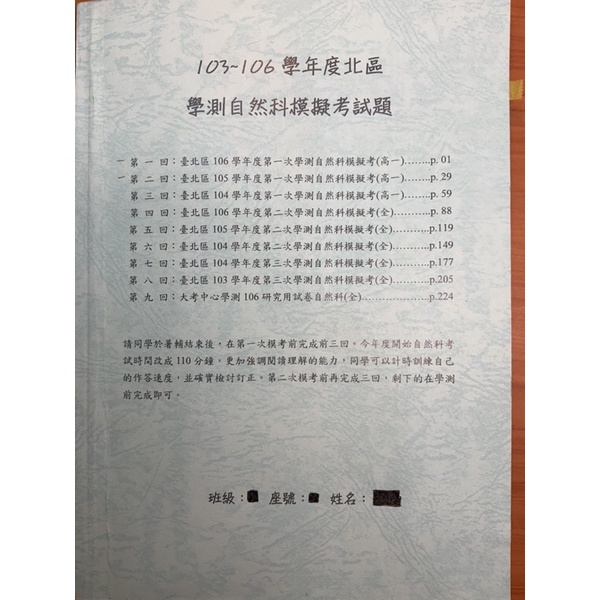 103~106 學年度北區
學測自然科模擬考試題
第一回：臺北區 106 學年度第一次學測自然科模擬考(高一)……..p. 01
第二回：臺北區 105 學年度第一次學測自然科模擬考(高一)……..p. 29
第三回：臺北區 104 學年度第一次學測自然科模擬考(高一)……..p. 59
第四回：臺北區 106 學年度第二次學測自然科模擬考(全)………..p. 88
第五回：臺北區 105 學年度第二次學測自然科模擬考(全)………..p.119
第六回：臺北區 104 學年度第二次學測自然科模擬考(全)………..p.149
第七回：臺北區 104 學年度第三次學測自然科模擬考(全)………..p.177
第八回：臺北區 103 學年度第三次學測自然科模擬考(全)………..p.205
第九回：大考中心學測 106 研究用試卷自然科(全)………………..p.224
請同學於暑輔結束後，在第一次模考前完成前三回。今年度開始自然科考
試時間改成 110 分鐘，更加強調閱讀理解的能力，同學可以計時訓練自己
的作答速度，並確實檢討訂正。第二次模考前再完成三回，剩下的在學測
前完成即可。
班級： 座號： 姓名：